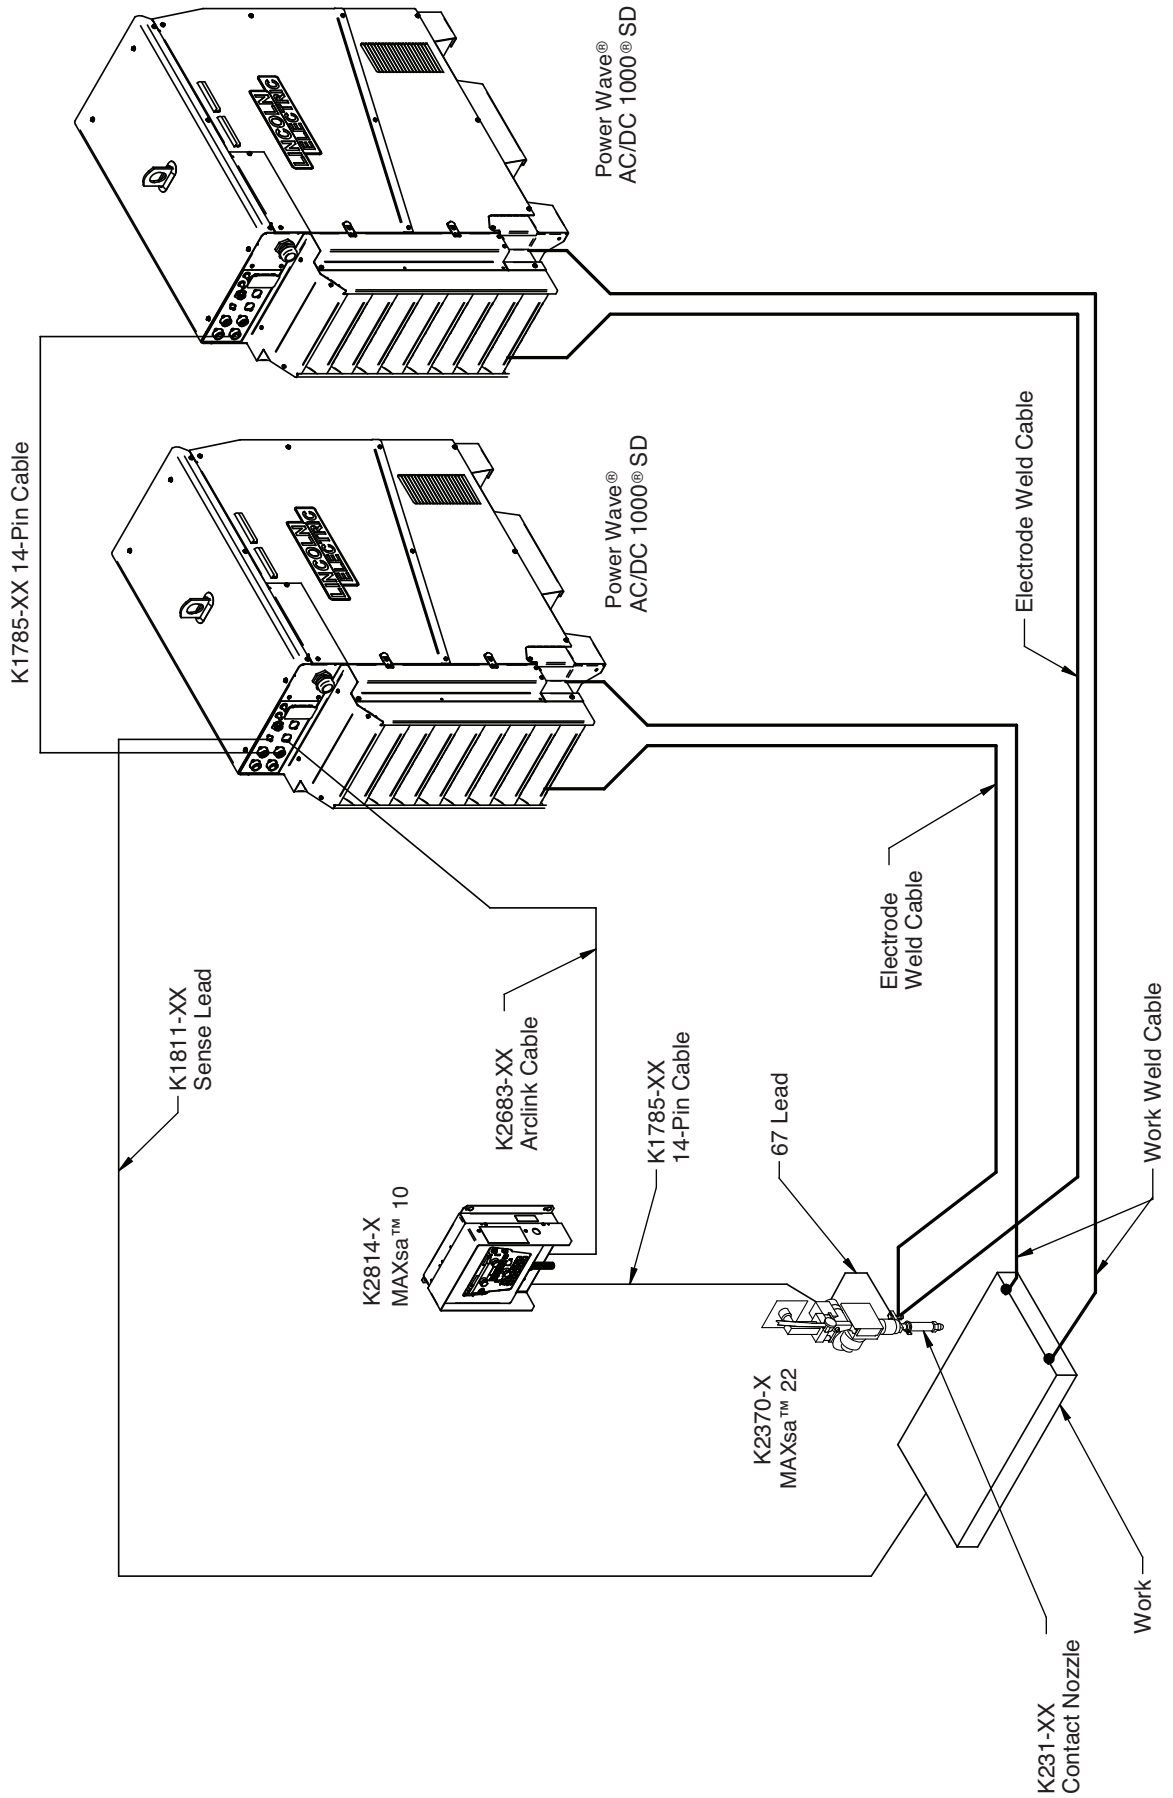 K1785-XX 14-Pin Cable
LINCOLN
ELECTRIC
Power Wave®
AC/DC 1000® SD
LINCOLN
ELECTRIC
Power Wave®
AC/DC 1000® SD
K1811-XX
Sense Lead
K2814-X
MAXsa™ 10
K2683-XX
Arclink Cable
K1785-XX
14-Pin Cable
67 Lead
K2370-X
MAXsa™ 22
Electrode
Weld Cable
Electrode Weld Cable
Work Weld Cable
Work
K231-XX
Contact Nozzle